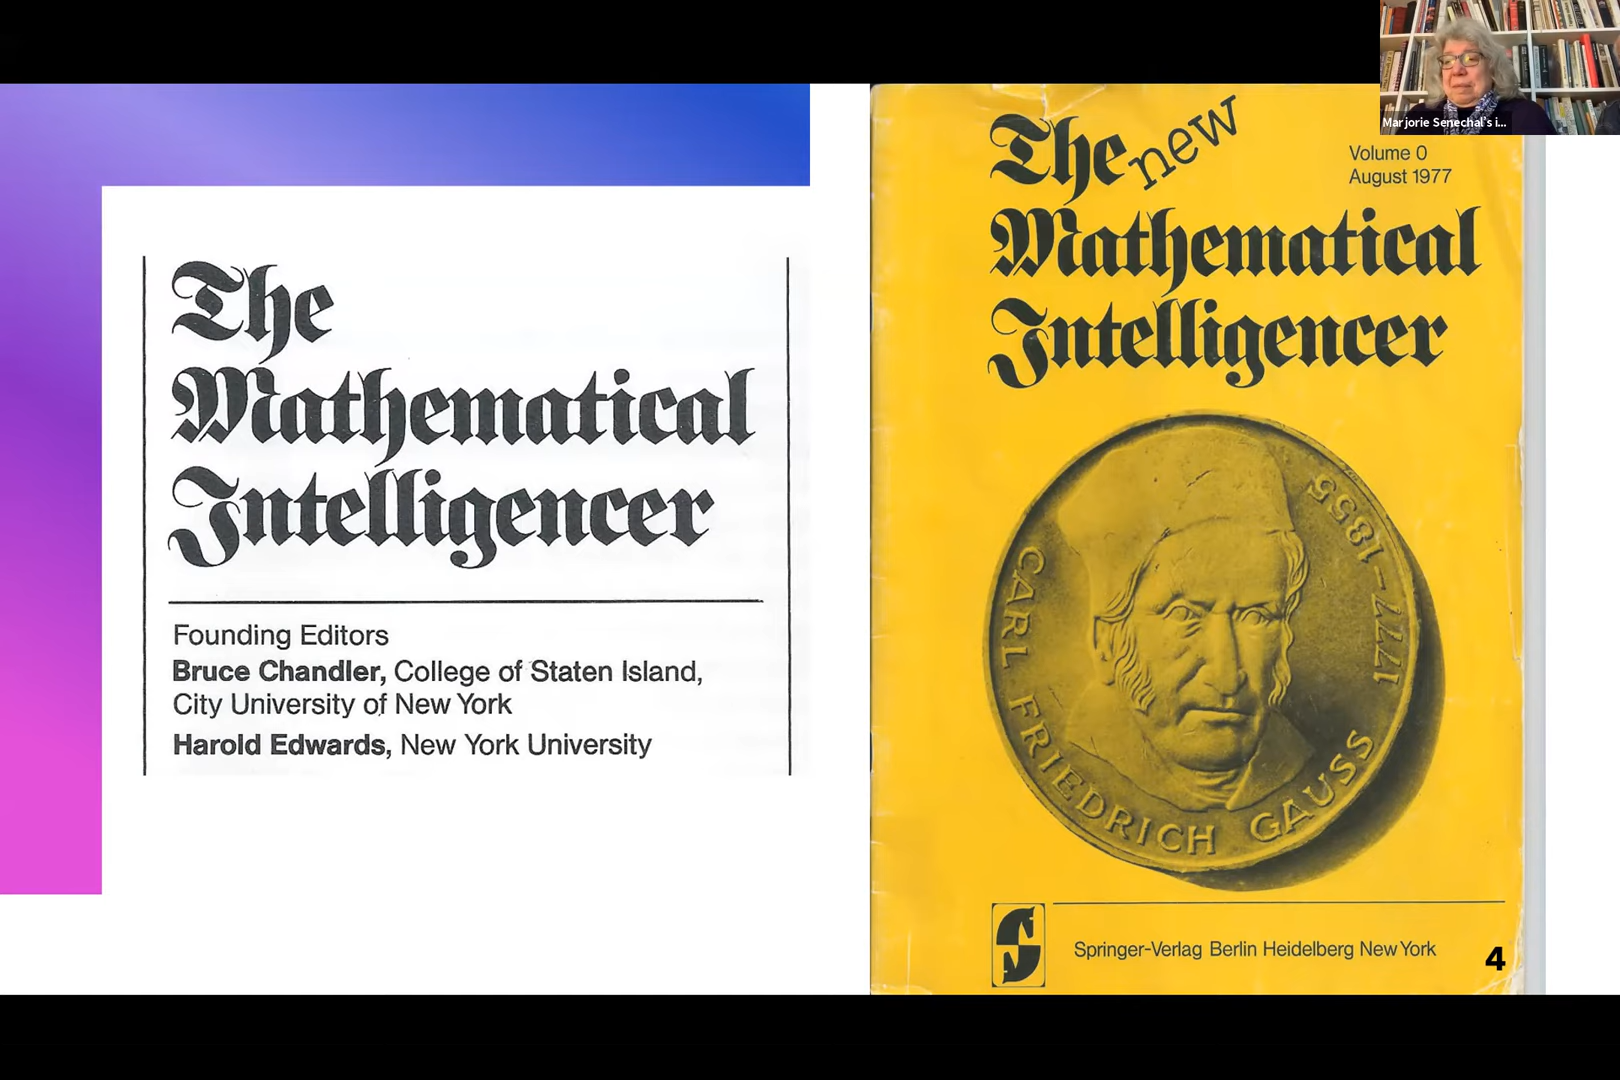 The
Mathematical
Intelligencer
Founding Editors
Bruce Chandler, College of Staten Island,
City University of New York
Harold Edwards, New York University
The new
Volume 0
August 1977
Mathematical
Intelligencer
CARL FRIEDRICH GAUSS
1777–1855
Springer-Verlag Berlin Heidelberg New York
4
Marjorie Senechal's i...